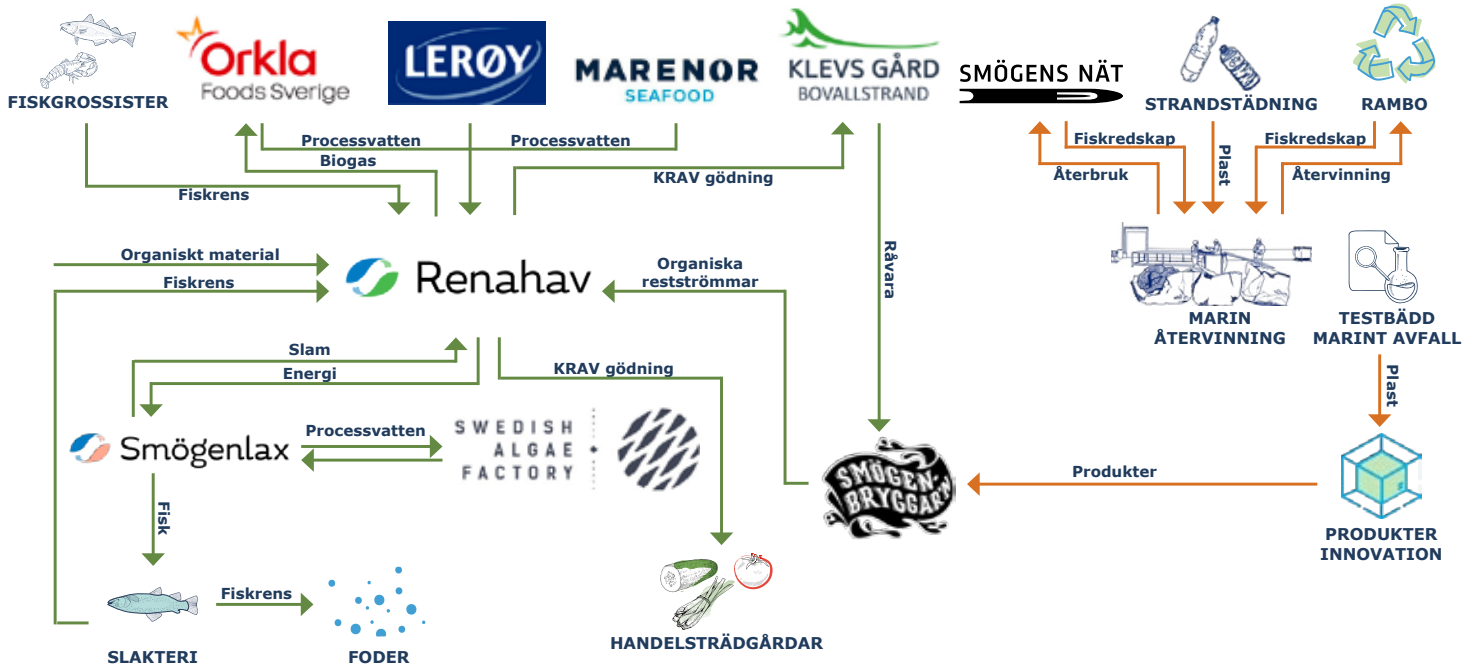 FISKGROSSISTER
Orkla
Foods Sverige
LERØY
MARENOR
SEAFOOD
KLEVS GÅRD
BOVALLSTRAND
SMÖGENS NÄT
STRANDSTÄDNING
RAMBO
Processvatten
Processvatten
Biogas
Fiskrens
KRAV gödning
Fiskredskap
Återbruk
Plast
Fiskredskap
Återvinning
Organiskt material
Fiskrens
Renahav
Organiska
restströmmar
Råvara
MARIN
ÅTERVINNING
TESTBÄDD
MARINT AVFALL
Slam
Energi
KRAV gödning
Plast
Smögenlax
Processvatten
SWEDISH
ALGAE
FACTORY
SMÖGEN-
BRYGGARN
Produkter
PRODUKTER
INNOVATION
Fisk
Fiskrens
SLAKTERI
FODER
HANDELSTRÄDGÅRDAR